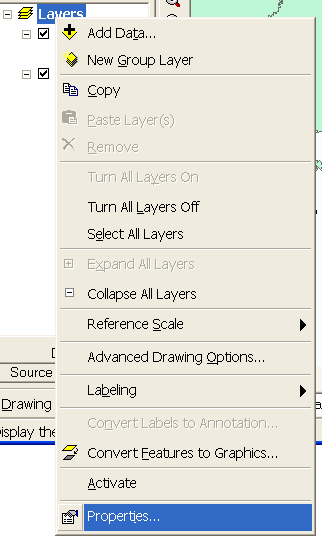 Layers
Add Data...
New Group Layer
Copy
Paste Layer(s)
Remove
Turn All Layers On
Turn All Layers Off
Select All Layers
Expand All Layers
Collapse All Layers
Reference Scale
Advanced Drawing Options...
Source
Labeling
Drawing
Convert Labels to Annotation...
Display the
Convert Features to Graphics...
Activate
Properties...